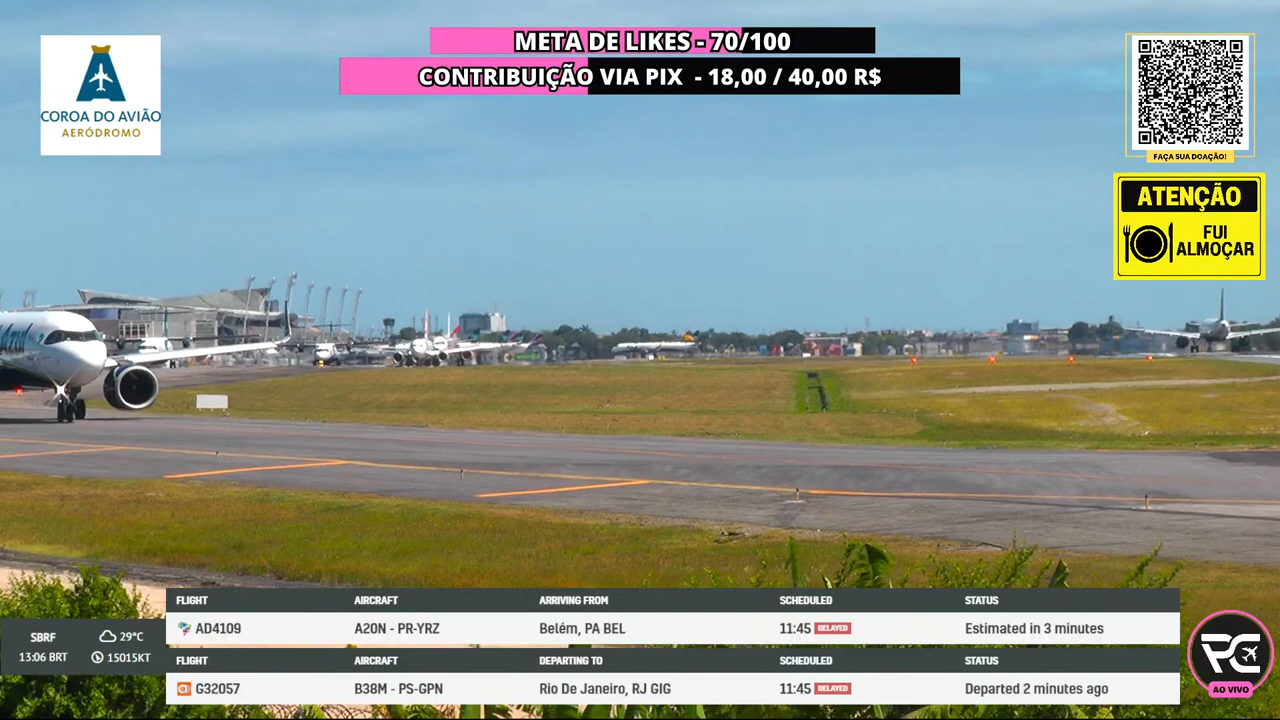 META DE LIKES - 70/100
CONTRIBUIÇÃO VIA PIX - 18,00 / 40,00 R$
COROA DO AVIÃO
AERÓDROMO
FAÇA SUA DOAÇÃO!
ATENÇÃO
FUI
ALMOÇAR
Azul
FLIGHT AIRCRAFT ARRIVING FROM SCHEDULED STATUS
AD4109 A20N - PR-YRZ Belém, PA BEL 11:45 DELAYED Estimated in 3 minutes
SBRF 29°C
13:06 BRT 15015KT
FLIGHT AIRCRAFT DEPARTING TO SCHEDULED STATUS
G32057 B38M - PS-GPN Rio De Janeiro, RJ GIG 11:45 DELAYED Departed 2 minutes ago
RC
AO VIVO